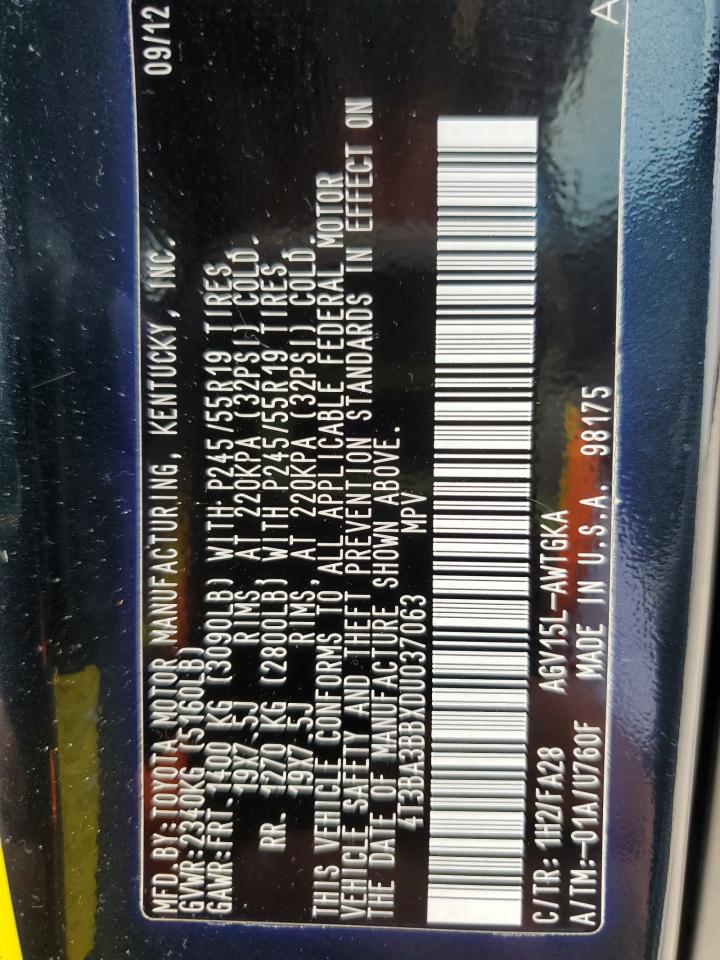 MFD.BY:TOYOTA MOTOR MANUFACTURING, KENTUCKY, INC. 09/12
GVWR:2340KG (5160LB)
GAWR:FRT. 1400 KG (3090LB) WITH P245/55R19 TIRES,
19X7.5J RIMS, AT 220KPA (32PSI) COLD.
RR. 1270 KG (2800LB) WITH P245/55R19 TIRES,
19X7.5J RIMS, AT 220KPA (32PSI) COLD.
THIS VEHICLE CONFORMS TO ALL APPLICABLE FEDERAL MOTOR
VEHICLE SAFETY AND THEFT PREVENTION STANDARDS IN EFFECT ON
THE DATE OF MANUFACTURE SHOWN ABOVE.
4T3BA3BBXDU037063 MPV
C/TR: 1H2/FA28 AGV15L-AWTGKA
A/TM:-01A/U760F MADE IN U.S.A. 98175 A